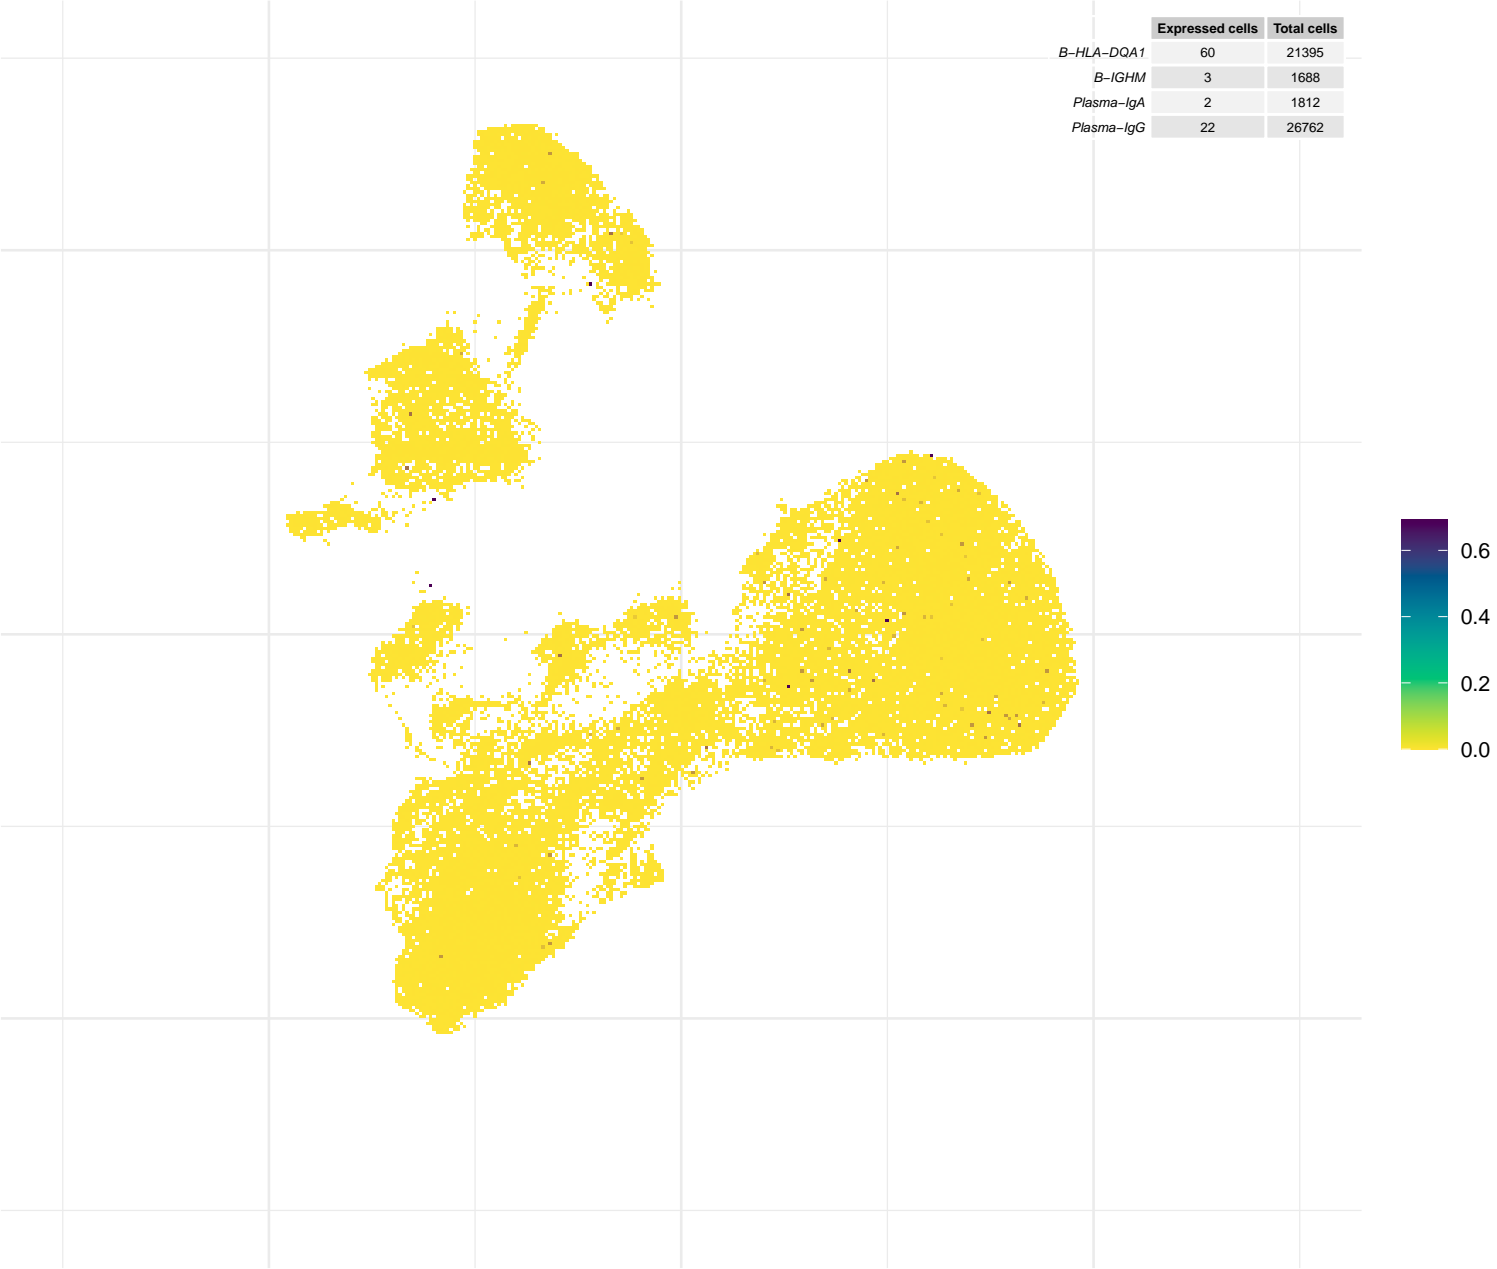 Expressed cells Total cells
B−HLA−DQA1 60 21395
B−IGHM 3 1688
Plasma−IgA 2 1812
Plasma−IgG 22 26762
0.6
0.4
0.2
0.0